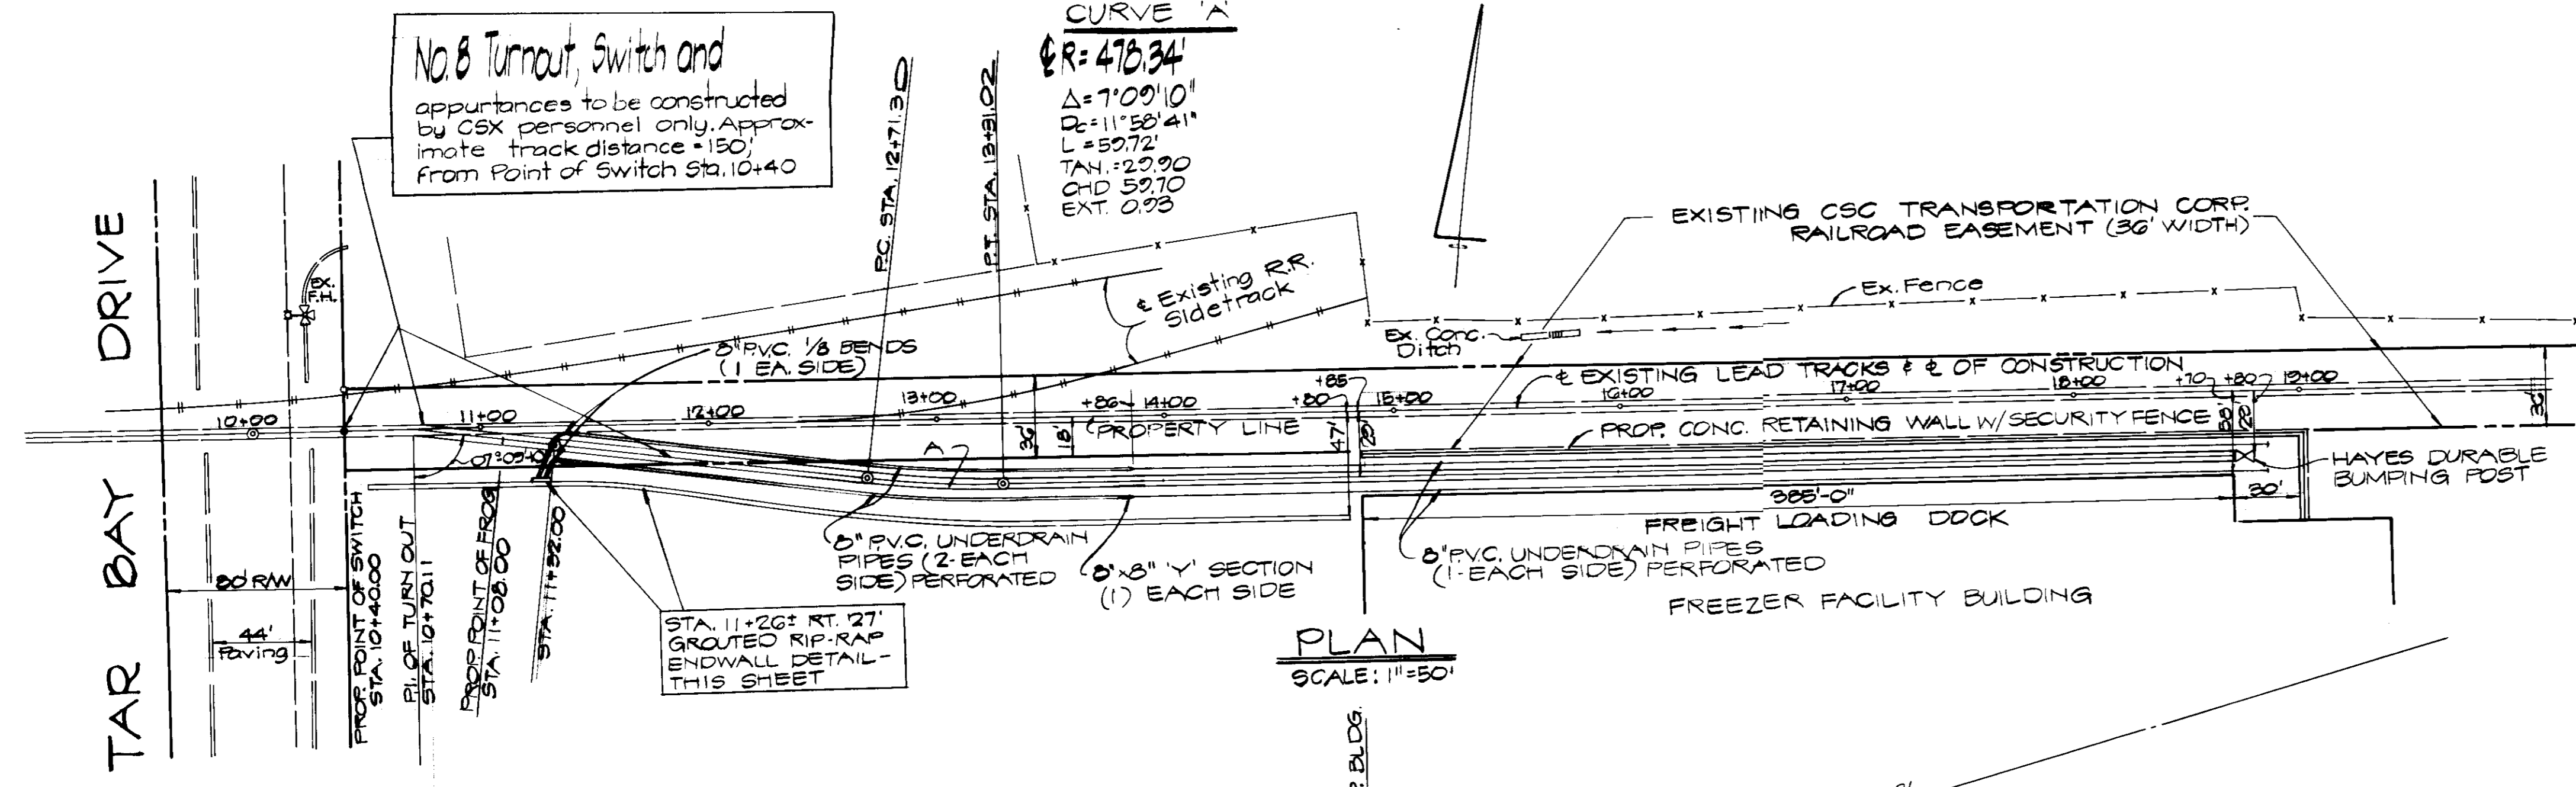 No. 8 Turnout, Switch and
appurtances to be constructed
by CSX personnel only. Approx-
imate track distance = 150,'
from Point of Switch Sta. 10+40
CURVE 'A'
℄ R= 478.34'
Δ= 7°09'10"
Dc= 11°58'41"
L = 59.72'
TAN. = 29.90
CHD 59.70
EXT. 0.93
P.C. STA. 12+71.30
P.T. STA. 13+31.02
EXISTIING CSC TRANSPORTATION CORP.
RAILROAD EASEMENT (36' WIDTH)
TAR BAY DRIVE
EX.
F.H.
℄ Existing R.R.
Sidetrack
Ex. Fence
Ex. Conc.
Ditch
8" P.V.C. 1/8 BENDS
(1 EA. SIDE)
℄ EXISTING LEAD TRACKS & ℄ OF CONSTRUCTION
10+00
11+00
12+00
13+00
+86
14+00
+80
+85
15+00
16+00
17+00
18+00
+70
+80
19+00
36'
18'
PROPERTY LINE
47'
29'
PROP. CONC. RETAINING WALL W/SECURITY FENCE
38'
28'
36'
07°09'10"
A
HAYES DURABLE
BUMPING POST
385'-0"
30'
FREIGHT LOADING DOCK
8" P.V.C. UNDERDRAIN
PIPES (2-EACH
SIDE) PERFORATED
8"x8" 'Y' SECTION
(1) EACH SIDE
8" P.V.C. UNDERDRAIN PIPES
(1-EACH SIDE) PERFORATED
FREEZER FACILITY BUILDING
80' R/W
44'
Paving
PROP. POINT OF SWITCH
STA. 10+40.00
P.I. OF TURN OUT
STA. 10+70.11
PROP. POINT OF FROG
STA. 11+08.00
STA. 11+32.00
STA. 11+26± RT. 27'
GROUTED RIP-RAP
ENDWALL DETAIL-
THIS SHEET
PLAN
SCALE: 1"=50'
BLDG.